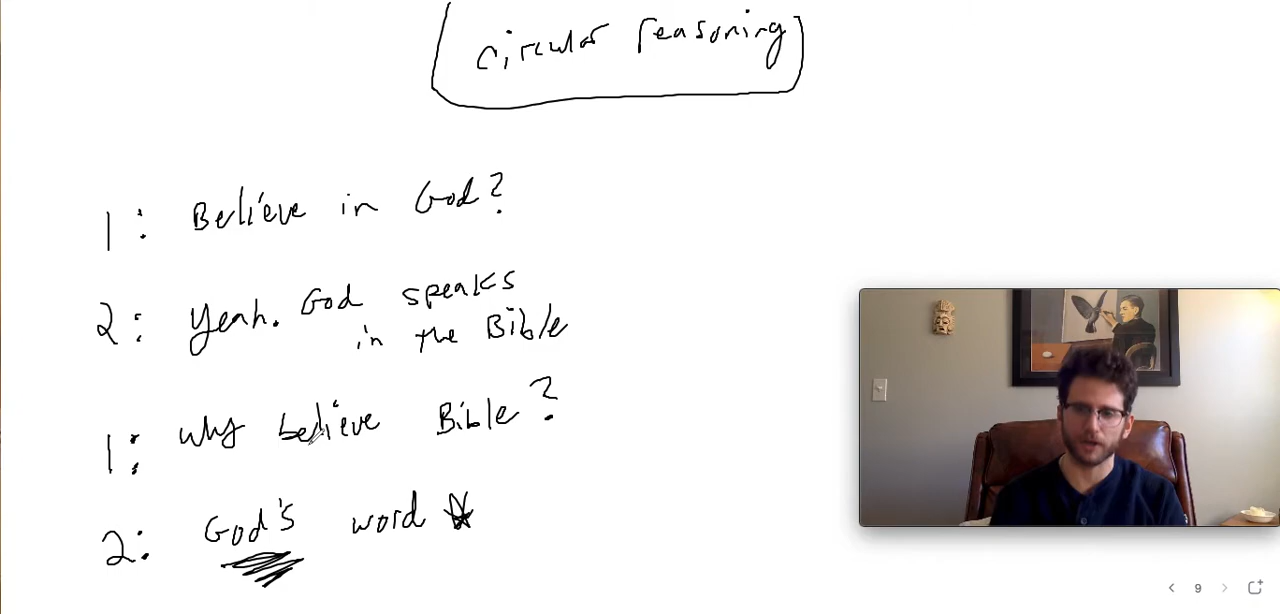 circular reasoning
1: Believe in God?
2: Yeah. God speaks
in the Bible
1: why believe Bible?
2: God's word
9